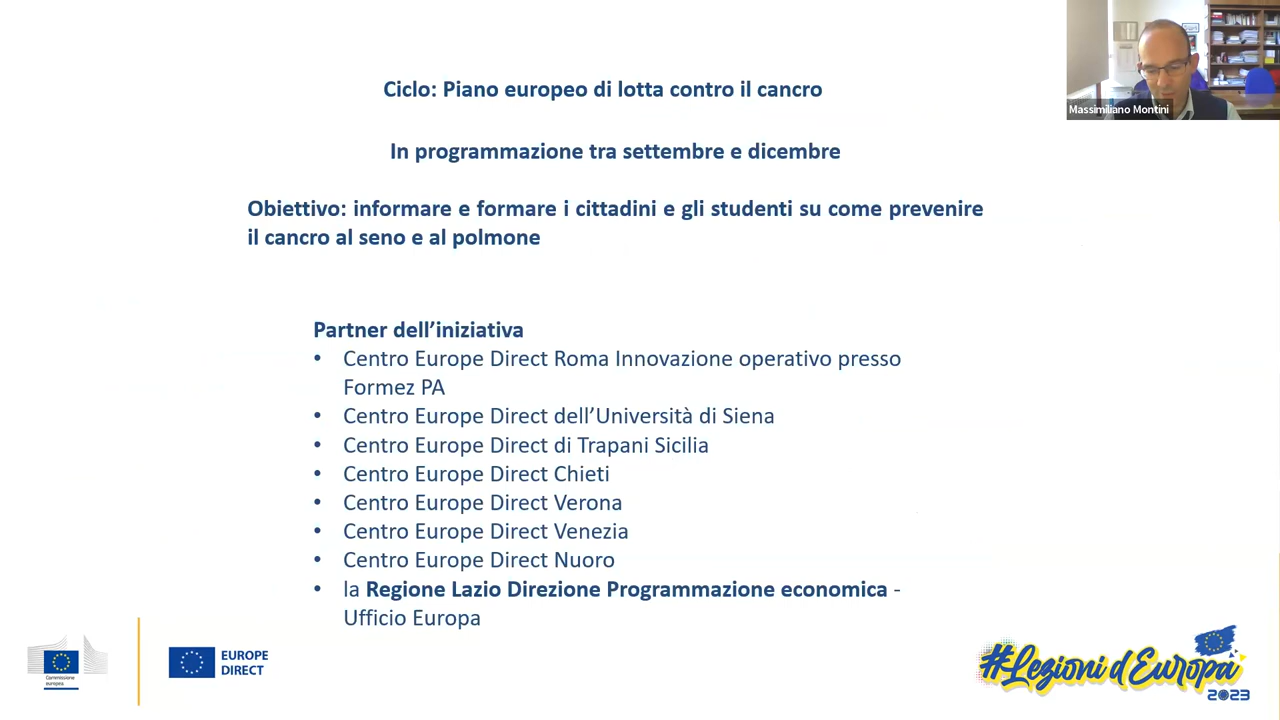 Ciclo: Piano europeo di lotta contro il cancro
Massimiliano Montini
In programmazione tra settembre e dicembre
Obiettivo: informare e formare i cittadini e gli studenti su come prevenire
il cancro al seno e al polmone
Partner dell’iniziativa
• Centro Europe Direct Roma Innovazione operativo presso
Formez PA
• Centro Europe Direct dell’Università di Siena
• Centro Europe Direct di Trapani Sicilia
• Centro Europe Direct Chieti
• Centro Europe Direct Verona
• Centro Europe Direct Venezia
• Centro Europe Direct Nuoro
• la Regione Lazio Direzione Programmazione economica -
Ufficio Europa
Commissione
europea
EUROPE
DIRECT
#Lezioni d'Europa
2023